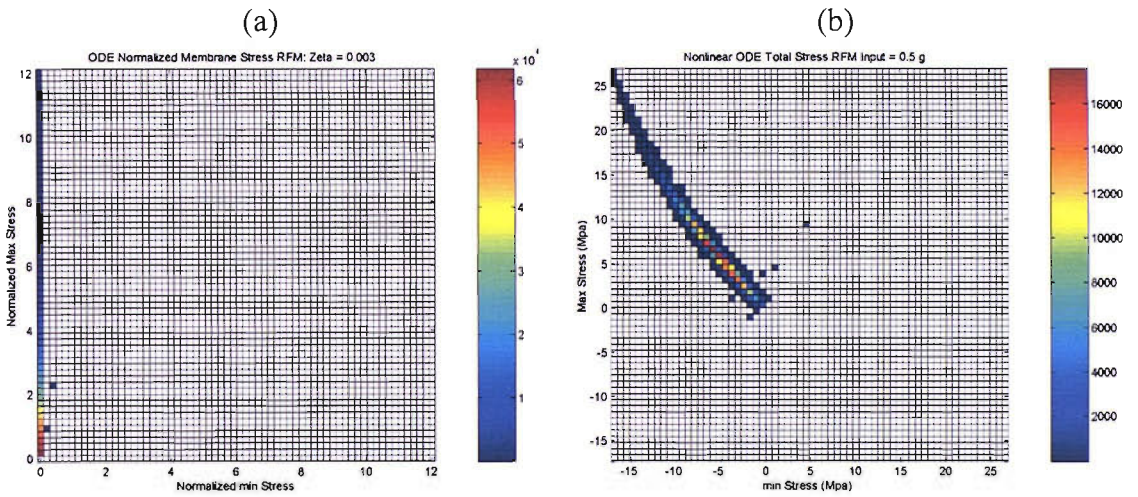 (a)
ODE Normalized Membrane Stress RFM: Zeta = 0.003
Normalized Max Stress
12
10
8
6
4
2
0
0 2 4 6 8 10 12
Normalized min Stress
x 10⁴
6
5
4
3
2
1
(b)
Nonlinear ODE Total Stress RFM Input = 0.5 g
Max Stress (Mpa)
25
20
15
10
5
0
-5
-10
-15
-15 -10 -5 0 5 10 15 20 25
min Stress (Mpa)
16000
14000
12000
10000
8000
6000
4000
2000